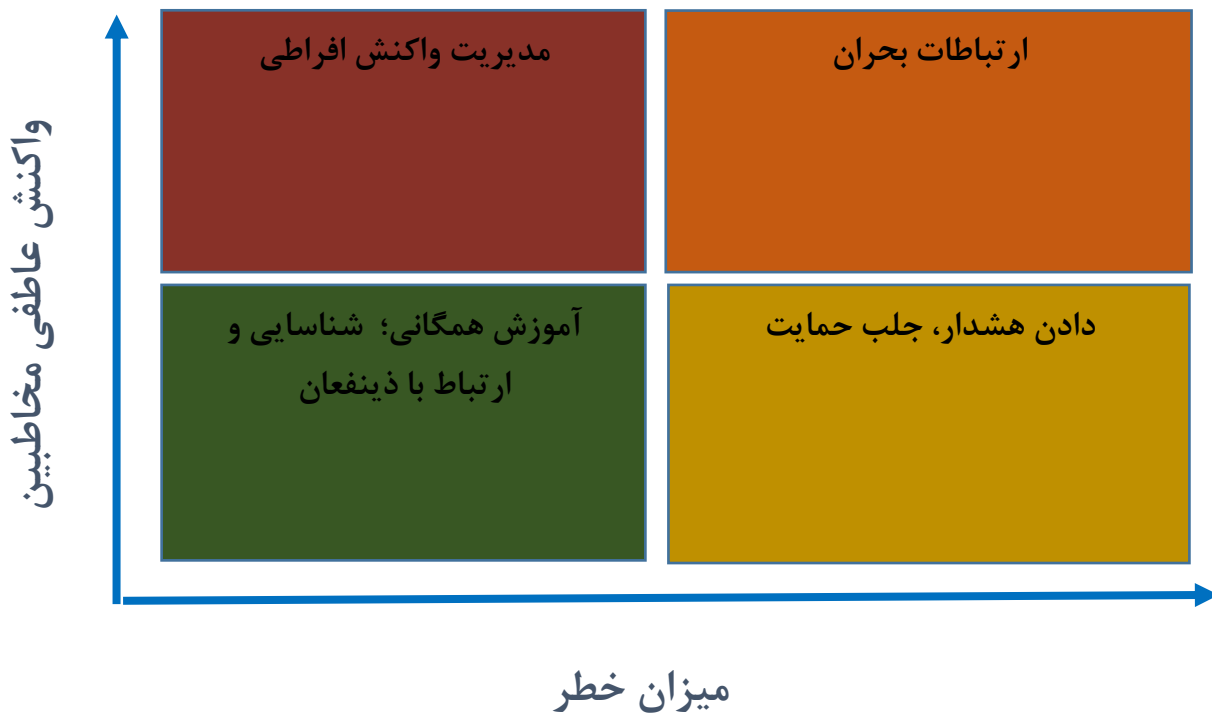 ارتباطات بحران
مدیریت واکنش افراطی
دادن هشدار، جلب حمایت
آموزش همگانی؛ شناسایی و
ارتباط با ذینفعان
واکنش عاطفی مخاطبین
میزان خطر